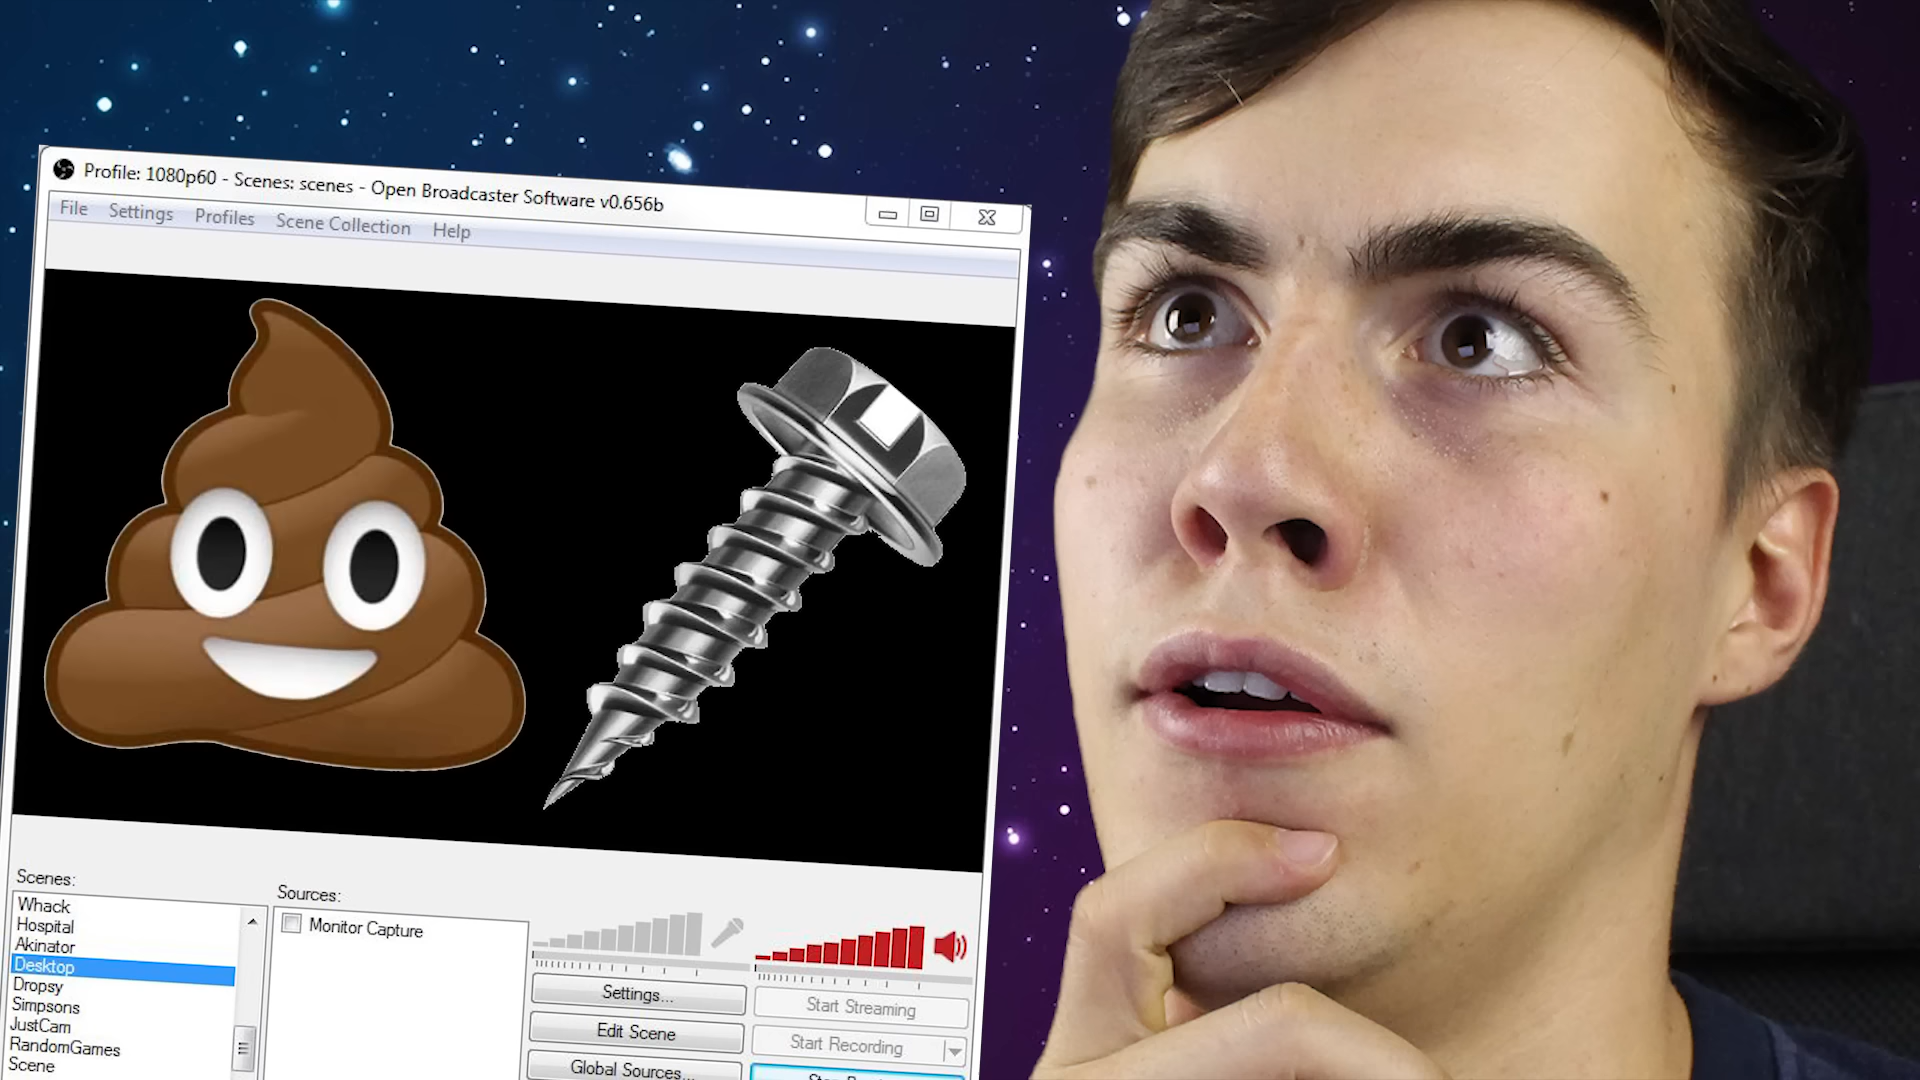 Profile: 1080p60 - Scenes: scenes - Open Broadcaster Software v0.656b
File Settings Profiles Scene Collection Help
Scenes:
Whack
Hospital
Akinator
Desktop
Dropsy
Simpsons
JustCam
RandomGames
Scene
Sources:
Monitor Capture
Settings...
Edit Scene
Global Sources...
Start Streaming
Start Recording